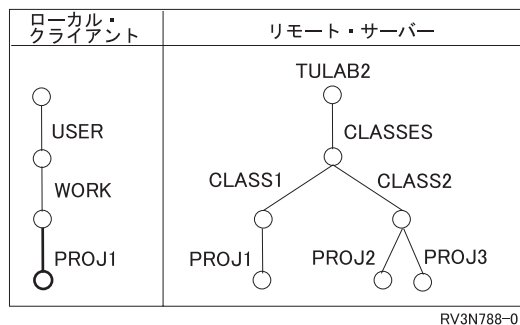 ローカル・
クライアント
リモート・サーバー
USER
WORK
PROJ1
TULAB2
CLASSES
CLASS1
CLASS2
PROJ1
PROJ2
PROJ3
RV3N788-0